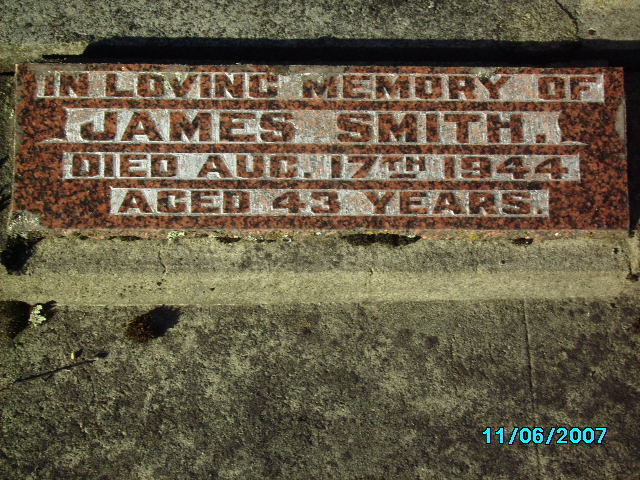 IN LOVING MEMORY OF
JAMES SMITH.
DIED AUG. 17TH 1944.
AGED 43 YEARS.
11/06/2007